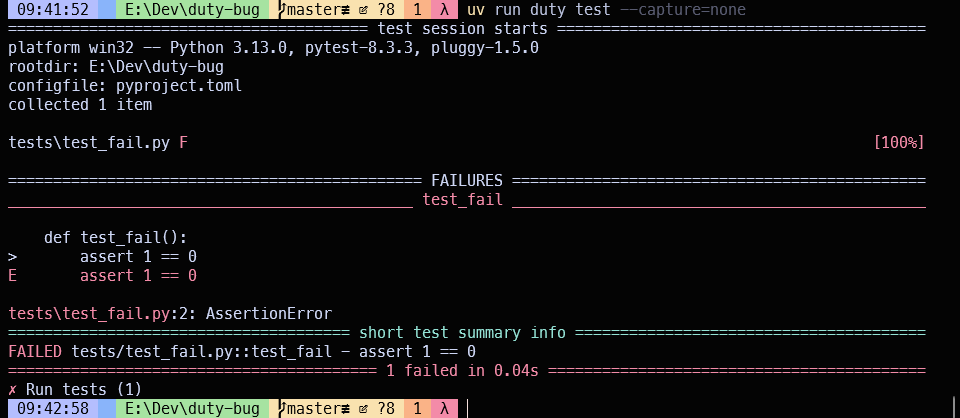 09:41:52 E:\Dev\duty-bug master≡ ?8 1 λ uv run duty test --capture=none
======================================== test session starts =========================================
platform win32 -- Python 3.13.0, pytest-8.3.3, pluggy-1.5.0
rootdir: E:\Dev\duty-bug
configfile: pyproject.toml
collected 1 item
tests\test_fail.py F [100%]
============================================== FAILURES ==============================================
_____________________________________________ test_fail ______________________________________________
def test_fail():
> assert 1 == 0
E assert 1 == 0
tests\test_fail.py:2: AssertionError
====================================== short test summary info =======================================
FAILED tests/test_fail.py::test_fail - assert 1 == 0
========================================= 1 failed in 0.04s ==========================================
✗ Run tests (1)
09:42:58 E:\Dev\duty-bug master≡ ?8 1 λ